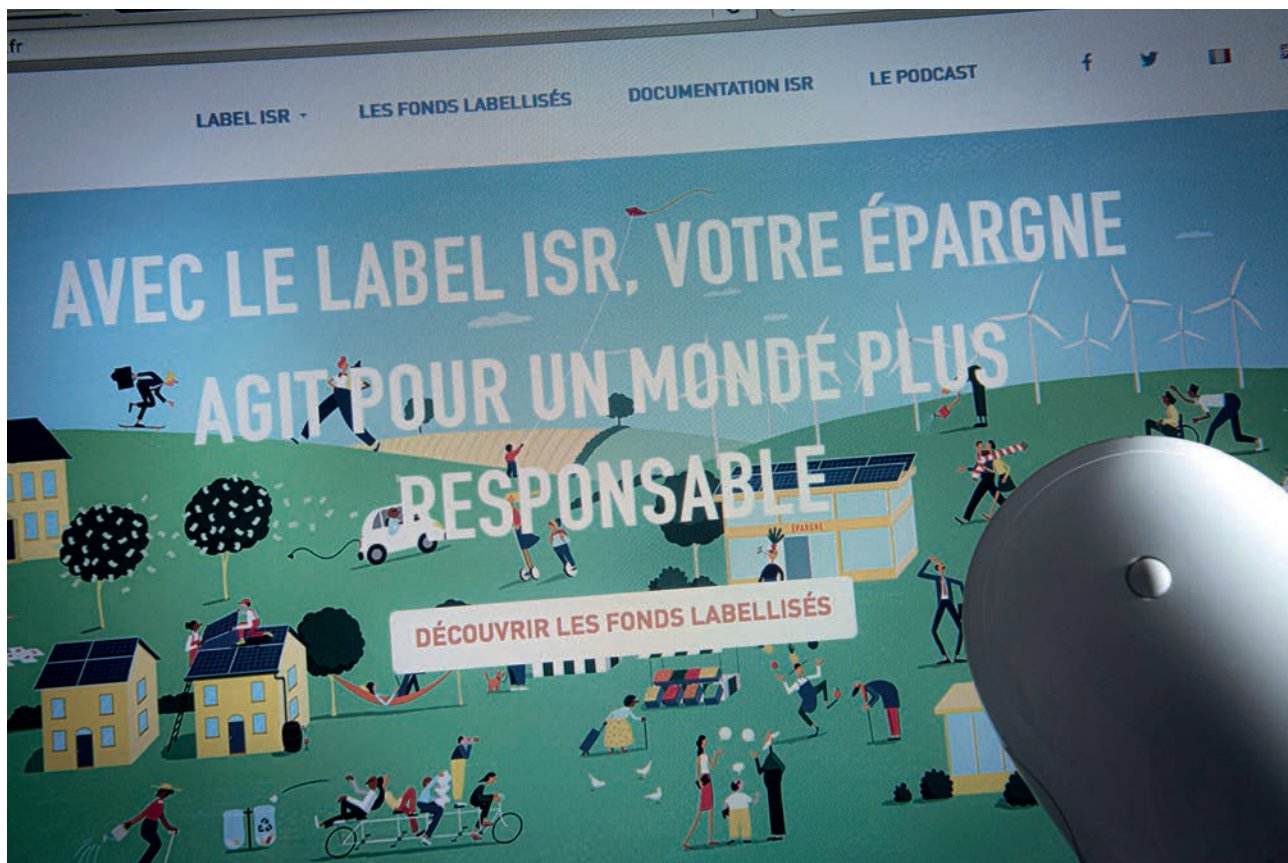 .fr
LABEL ISR
LES FONDS LABELLISÉS
DOCUMENTATION ISR
LE PODCAST
AVEC LE LABEL ISR, VOTRE ÉPARGNE
AGIT POUR UN MONDE PLUS
RESPONSABLE
ÉPARGNE
DÉCOUVRIR LES FONDS LABELLISÉS